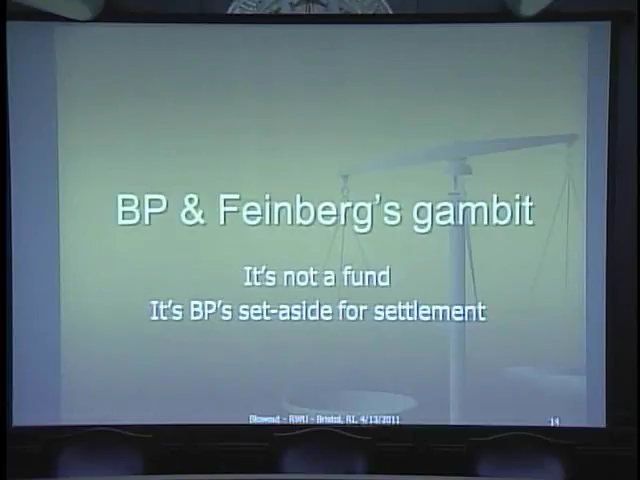 BP & Feinberg's gambit
It's not a fund
It's BP's set-aside for settlement
Blowout - RWU - Bristol, RI, 4/13/2011
14